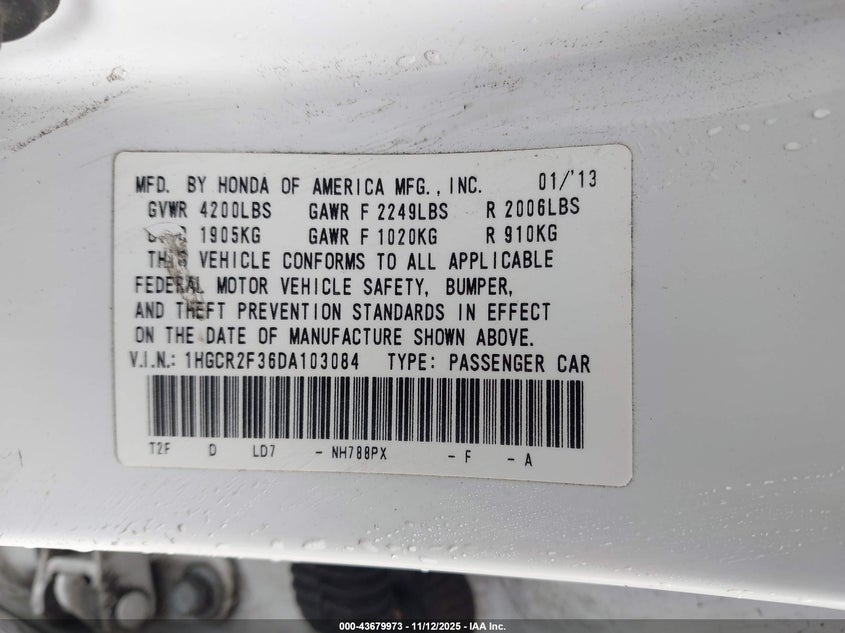 MFD. BY HONDA OF AMERICA MFG., INC. 01/'13
GVWR 4200LBS GAWR F 2249LBS R 2006LBS
1905KG GAWR F 1020KG R 910KG
THIS VEHICLE CONFORMS TO ALL APPLICABLE
FEDERAL MOTOR VEHICLE SAFETY, BUMPER,
AND THEFT PREVENTION STANDARDS IN EFFECT
ON THE DATE OF MANUFACTURE SHOWN ABOVE.
V.I.N.: 1HGCR2F36DA103084 TYPE: PASSENGER CAR
T2F D LD7 - NH788PX - F - A
000-43679973 - 11/12/2025 - IAA Inc.